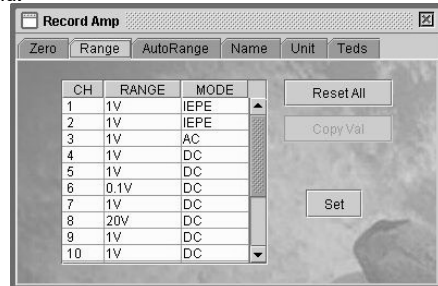 Record Amp
Zero Range AutoRange Name Unit Teds
CH RANGE MODE
1 1V IEPE
2 1V IEPE
3 1V AC
4 1V DC
5 1V DC
6 0.1V DC
7 1V DC
8 20V DC
9 1V DC
10 1V DC
Reset All
Copy Val
Set